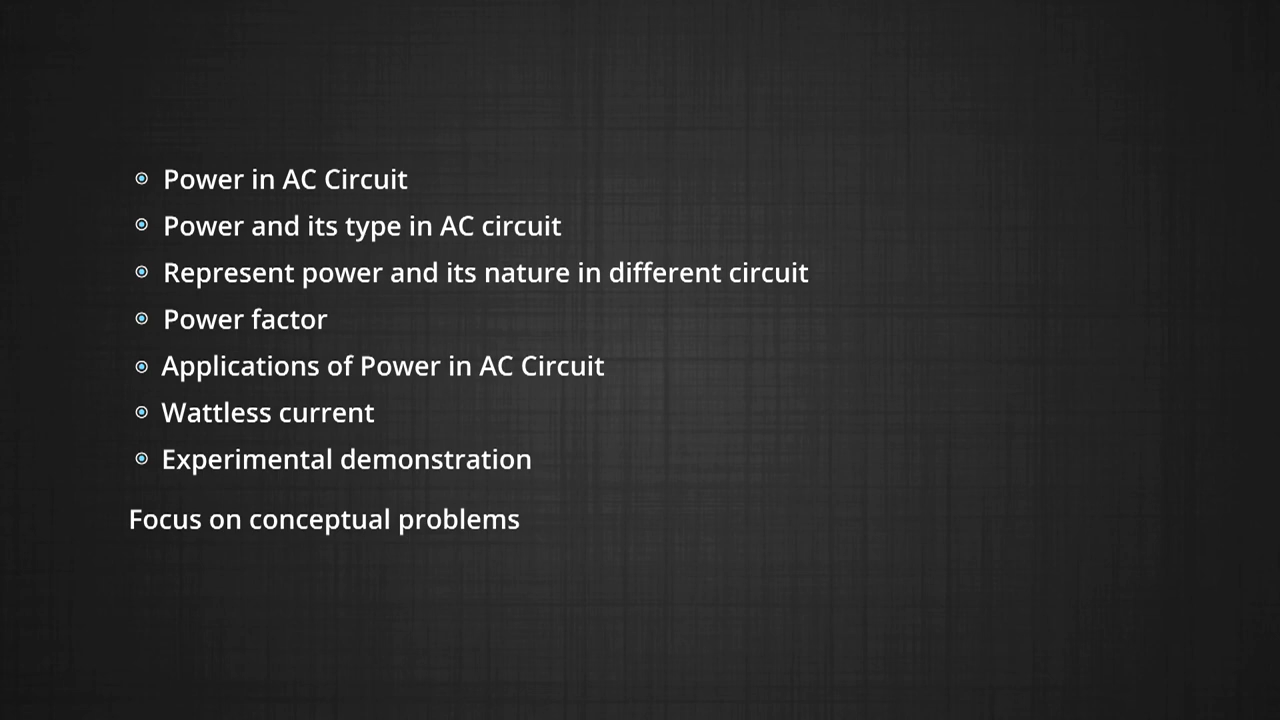 Power in AC Circuit
Power and its type in AC circuit
Represent power and its nature in different circuit
Power factor
Applications of Power in AC Circuit
Wattless current
Experimental demonstration
Focus on conceptual problems